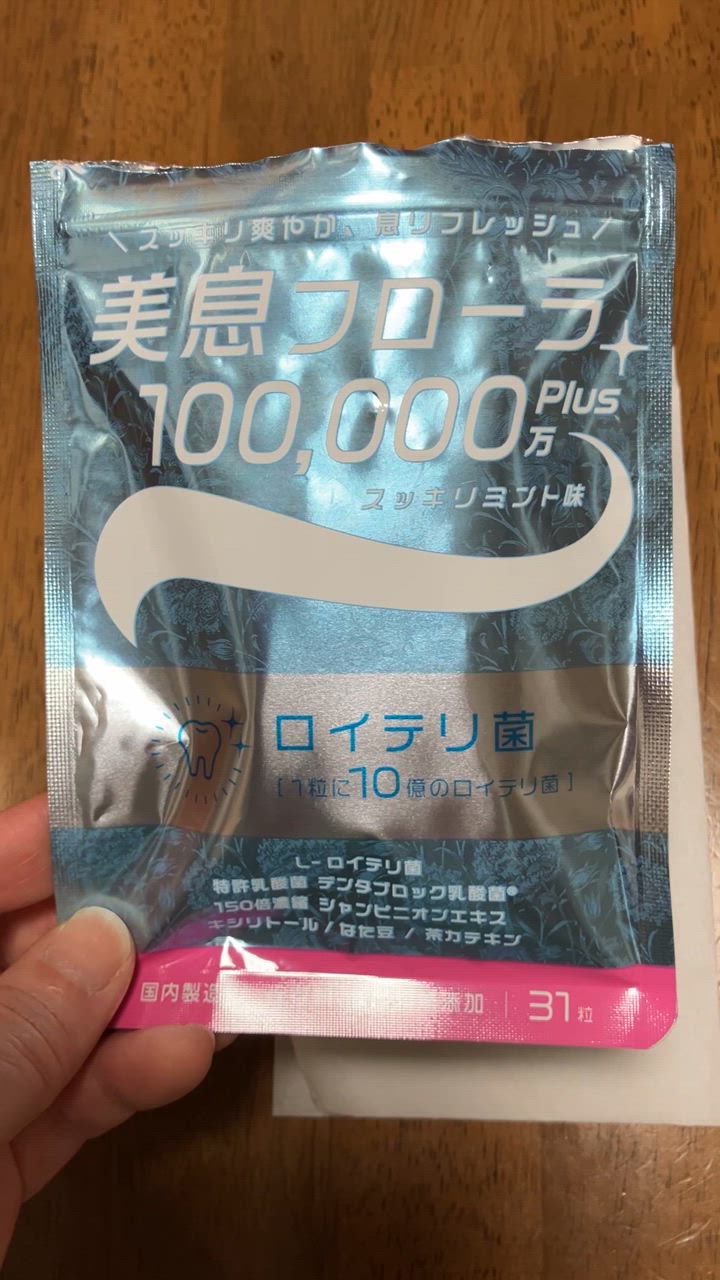 ＼スッキリ爽やか、息リフレッシュ／
美息フローラ
100,000万 Plus
スッキリミント味
ロイテリ菌
[1粒に10億のロイテリ菌]
L-ロイテリ菌
特許乳酸菌 デンタブロック乳酸菌®
150倍濃縮 シャンピニオンエキス
キシリトール / なた豆 / 茶カテキン
国内製造 添加 | 31粒